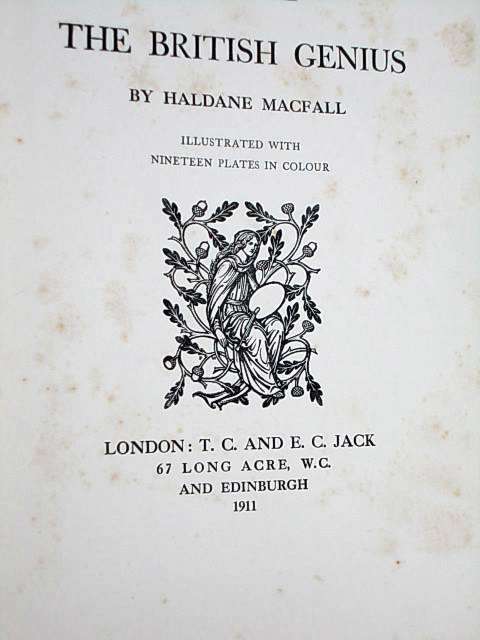 THE BRITISH GENIUS
BY HALDANE MACFALL
ILLUSTRATED WITH
NINETEEN PLATES IN COLOUR
LONDON: T. C. AND E. C. JACK
67 LONG ACRE, W.C.
AND EDINBURGH
1911